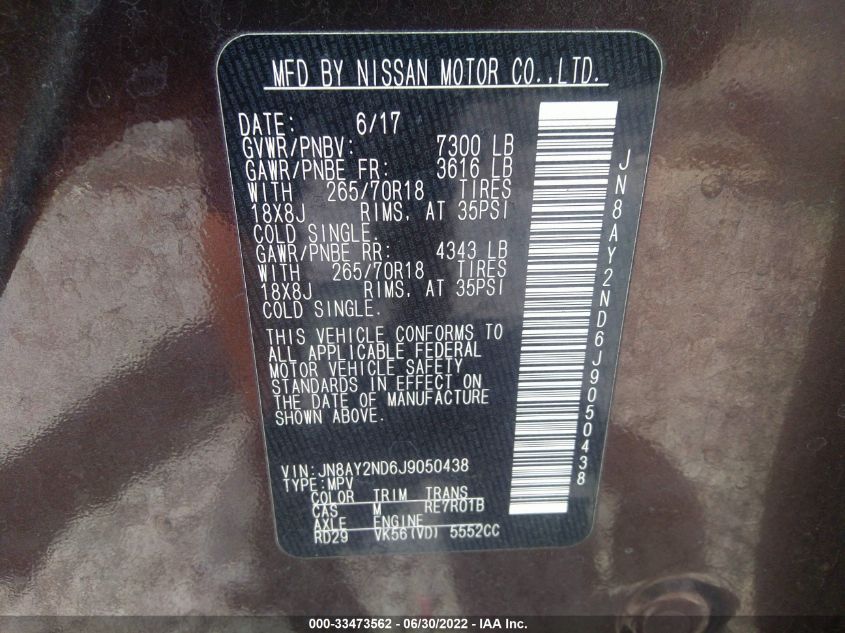 MFD BY NISSAN MOTOR CO.,LTD.
DATE: 6/17
GVWR/PNBV: 7300 LB
GAWR/PNBE FR: 3616 LB
WITH 265/70R18 TIRES
18X8J RIMS, AT 35PSI
COLD SINGLE.
GAWR/PNBE RR: 4343 LB
WITH 265/70R18 TIRES
18X8J RIMS, AT 35PSI
COLD SINGLE.
THIS VEHICLE CONFORMS TO
ALL APPLICABLE FEDERAL
MOTOR VEHICLE SAFETY
STANDARDS IN EFFECT ON
THE DATE OF MANUFACTURE
SHOWN ABOVE.
VIN:JN8AY2ND6J9050438
TYPE:MPV
COLOR TRIM TRANS
CAS M RE7R01B
AXLE ENGINE
RD29 VK56(VD) 5552CC
JN8AY2ND6J9050438
000-33473562 - 06/30/2022 - IAA Inc.